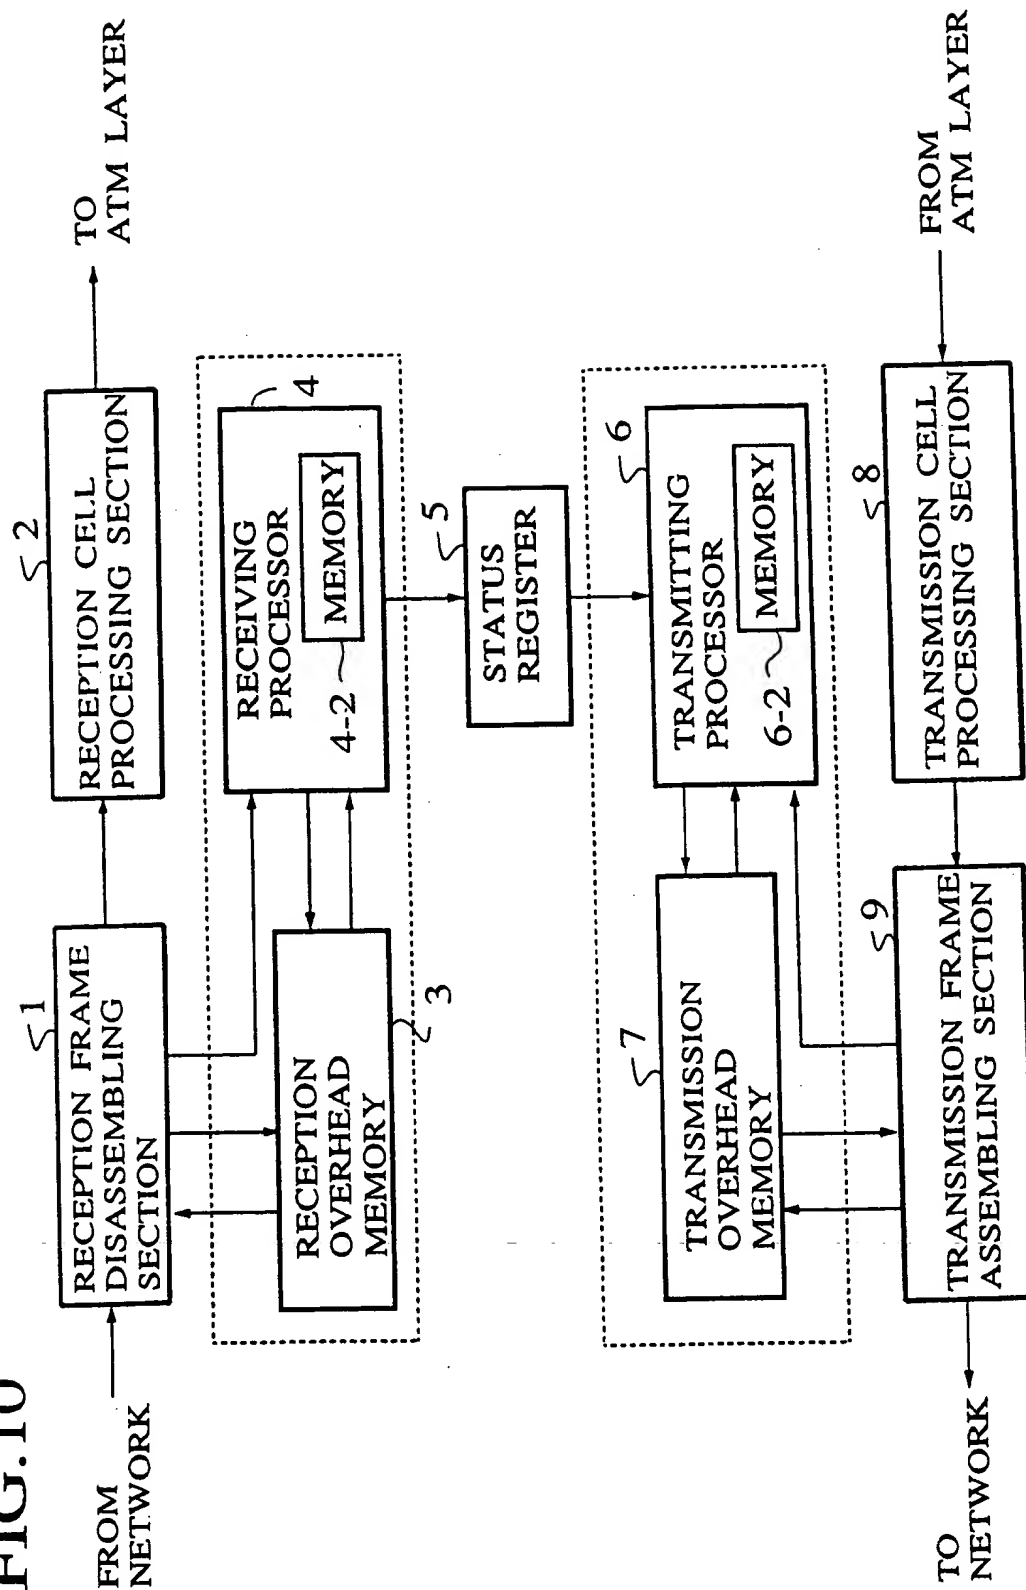 FIG.10
FROM
NETWORK
1
RECEPTION FRAME
DISASSEMBLING
SECTION
2
RECEPTION CELL
PROCESSING SECTION
TO
ATM LAYER
RECEPTION
OVERHEAD
MEMORY
3
RECEIVING
PROCESSOR
4
MEMORY
4-2
STATUS
REGISTER
5
TRANSMISSION
OVERHEAD
MEMORY
7
TRANSMITING
PROCESSOR
6
MEMORY
6-2
TO
NETWORK
9
TRANSMISSION FRAME
ASSEMBLING SECTION
8
TRANSMISSION CELL
PROCESSING SECTION
FROM
ATM LAYER